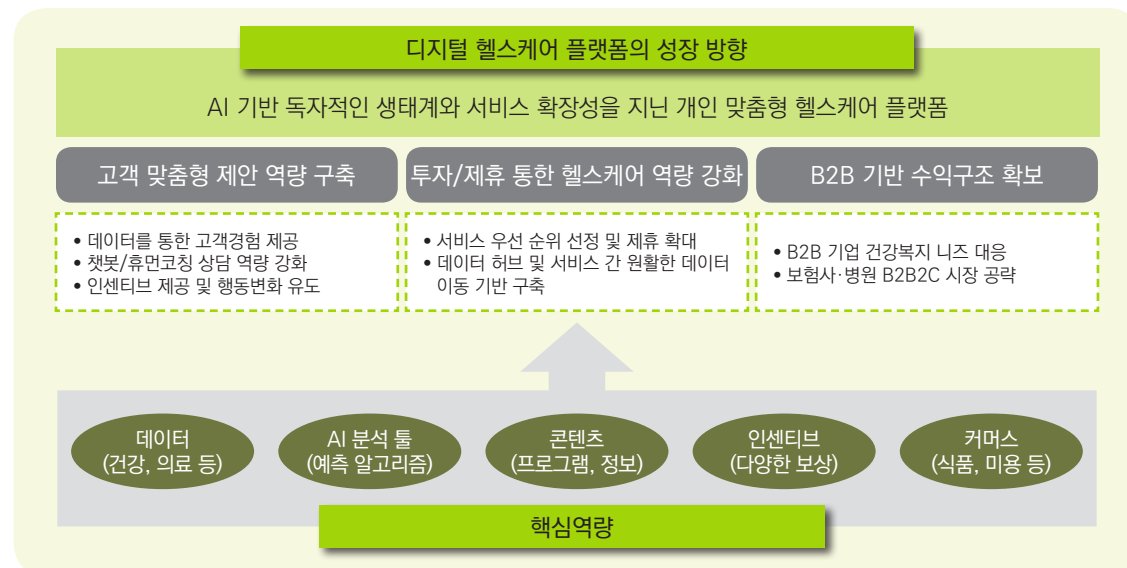 디지털 헬스케어 플랫폼의 성장 방향
AI 기반 독자적인 생태계와 서비스 확장성을 지닌 개인 맞춤형 헬스케어 플랫폼
고객 맞춤형 제안 역량 구축
• 데이터를 통한 고객경험 제공
• 챗봇/휴먼코칭 상담 역량 강화
• 인센티브 제공 및 행동변화 유도
투자/제휴 통한 헬스케어 역량 강화
• 서비스 우선 순위 선정 및 제휴 확대
• 데이터 허브 및 서비스 간 원활한 데이터
이동 기반 구축
B2B 기반 수익구조 확보
• B2B 기업 건강복지 니즈 대응
• 보험사·병원 B2B2C 시장 공략
데이터
(건강, 의료 등)
AI 분석 툴
(예측 알고리즘)
콘텐츠
(프로그램, 정보)
인센티브
(다양한 보상)
커머스
(식품, 미용 등)
핵심역량